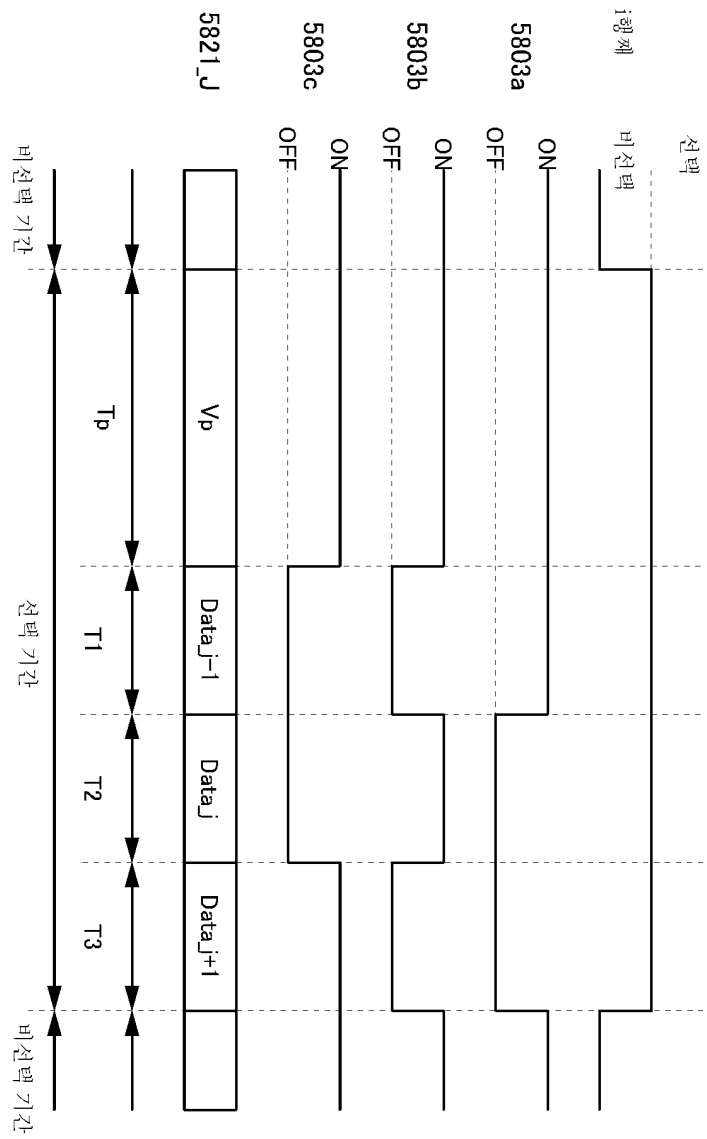 선택
i행째
비선택
5803a
ON
OFF
5803b
ON
OFF
5803c
ON
OFF
5821_J
Vp
Data_j-1
Data_j
Data_j+1
Tp
T1
T2
T3
비선택 기간
선택 기간
비선택 기간